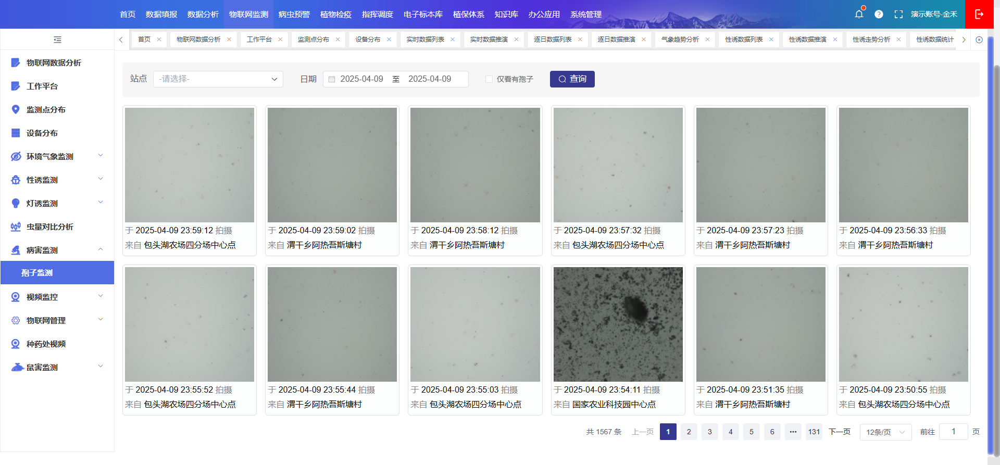 首页 数据填报 数据分析 物联网监测 病虫预警 植物检疫 指挥调度 电子标本库 植保体系 知识库 办公应用 系统管理 演示账号-金禾
首页 物联网数据分析 工作平台 监测点分布 设备分布 实时数据列表 实时数据推演 逐日数据列表 逐日数据推演 气象趋势分析 性诱数据列表 性诱数据推演 性诱走势分析 性诱数据统计
物联网数据分析
工作平台
监测点分布
设备分布
环境气象监测
性诱监测
灯诱监测
虫量对比分析
病害监测
孢子监测
视频监控
物联网管理
种药处视频
鼠害监测
站点 -请选择- 日期 2025-04-09 至 2025-04-09 仅看有孢子 查询
于 2025-04-09 23:59:12 拍摄
来自 包头湖农场四分场中心点
于 2025-04-09 23:59:02 拍摄
来自 渭干乡阿热吾斯塘村
于 2025-04-09 23:58:12 拍摄
来自 渭干乡阿热吾斯塘村
于 2025-04-09 23:57:32 拍摄
来自 包头湖农场四分场中心点
于 2025-04-09 23:57:23 拍摄
来自 渭干乡阿热吾斯塘村
于 2025-04-09 23:56:33 拍摄
来自 渭干乡阿热吾斯塘村
于 2025-04-09 23:55:52 拍摄
来自 包头湖农场四分场中心点
于 2025-04-09 23:55:44 拍摄
来自 渭干乡阿热吾斯塘村
于 2025-04-09 23:55:03 拍摄
来自 包头湖农场四分场中心点
于 2025-04-09 23:54:11 拍摄
来自 国家农业科技园中心点
于 2025-04-09 23:51:35 拍摄
来自 渭干乡阿热吾斯塘村
于 2025-04-09 23:50:55 拍摄
来自 包头湖农场四分场中心点
共 1567 条 上一页 1 2 3 4 5 6 ••• 131 下一页 12条/页 前往 1 页